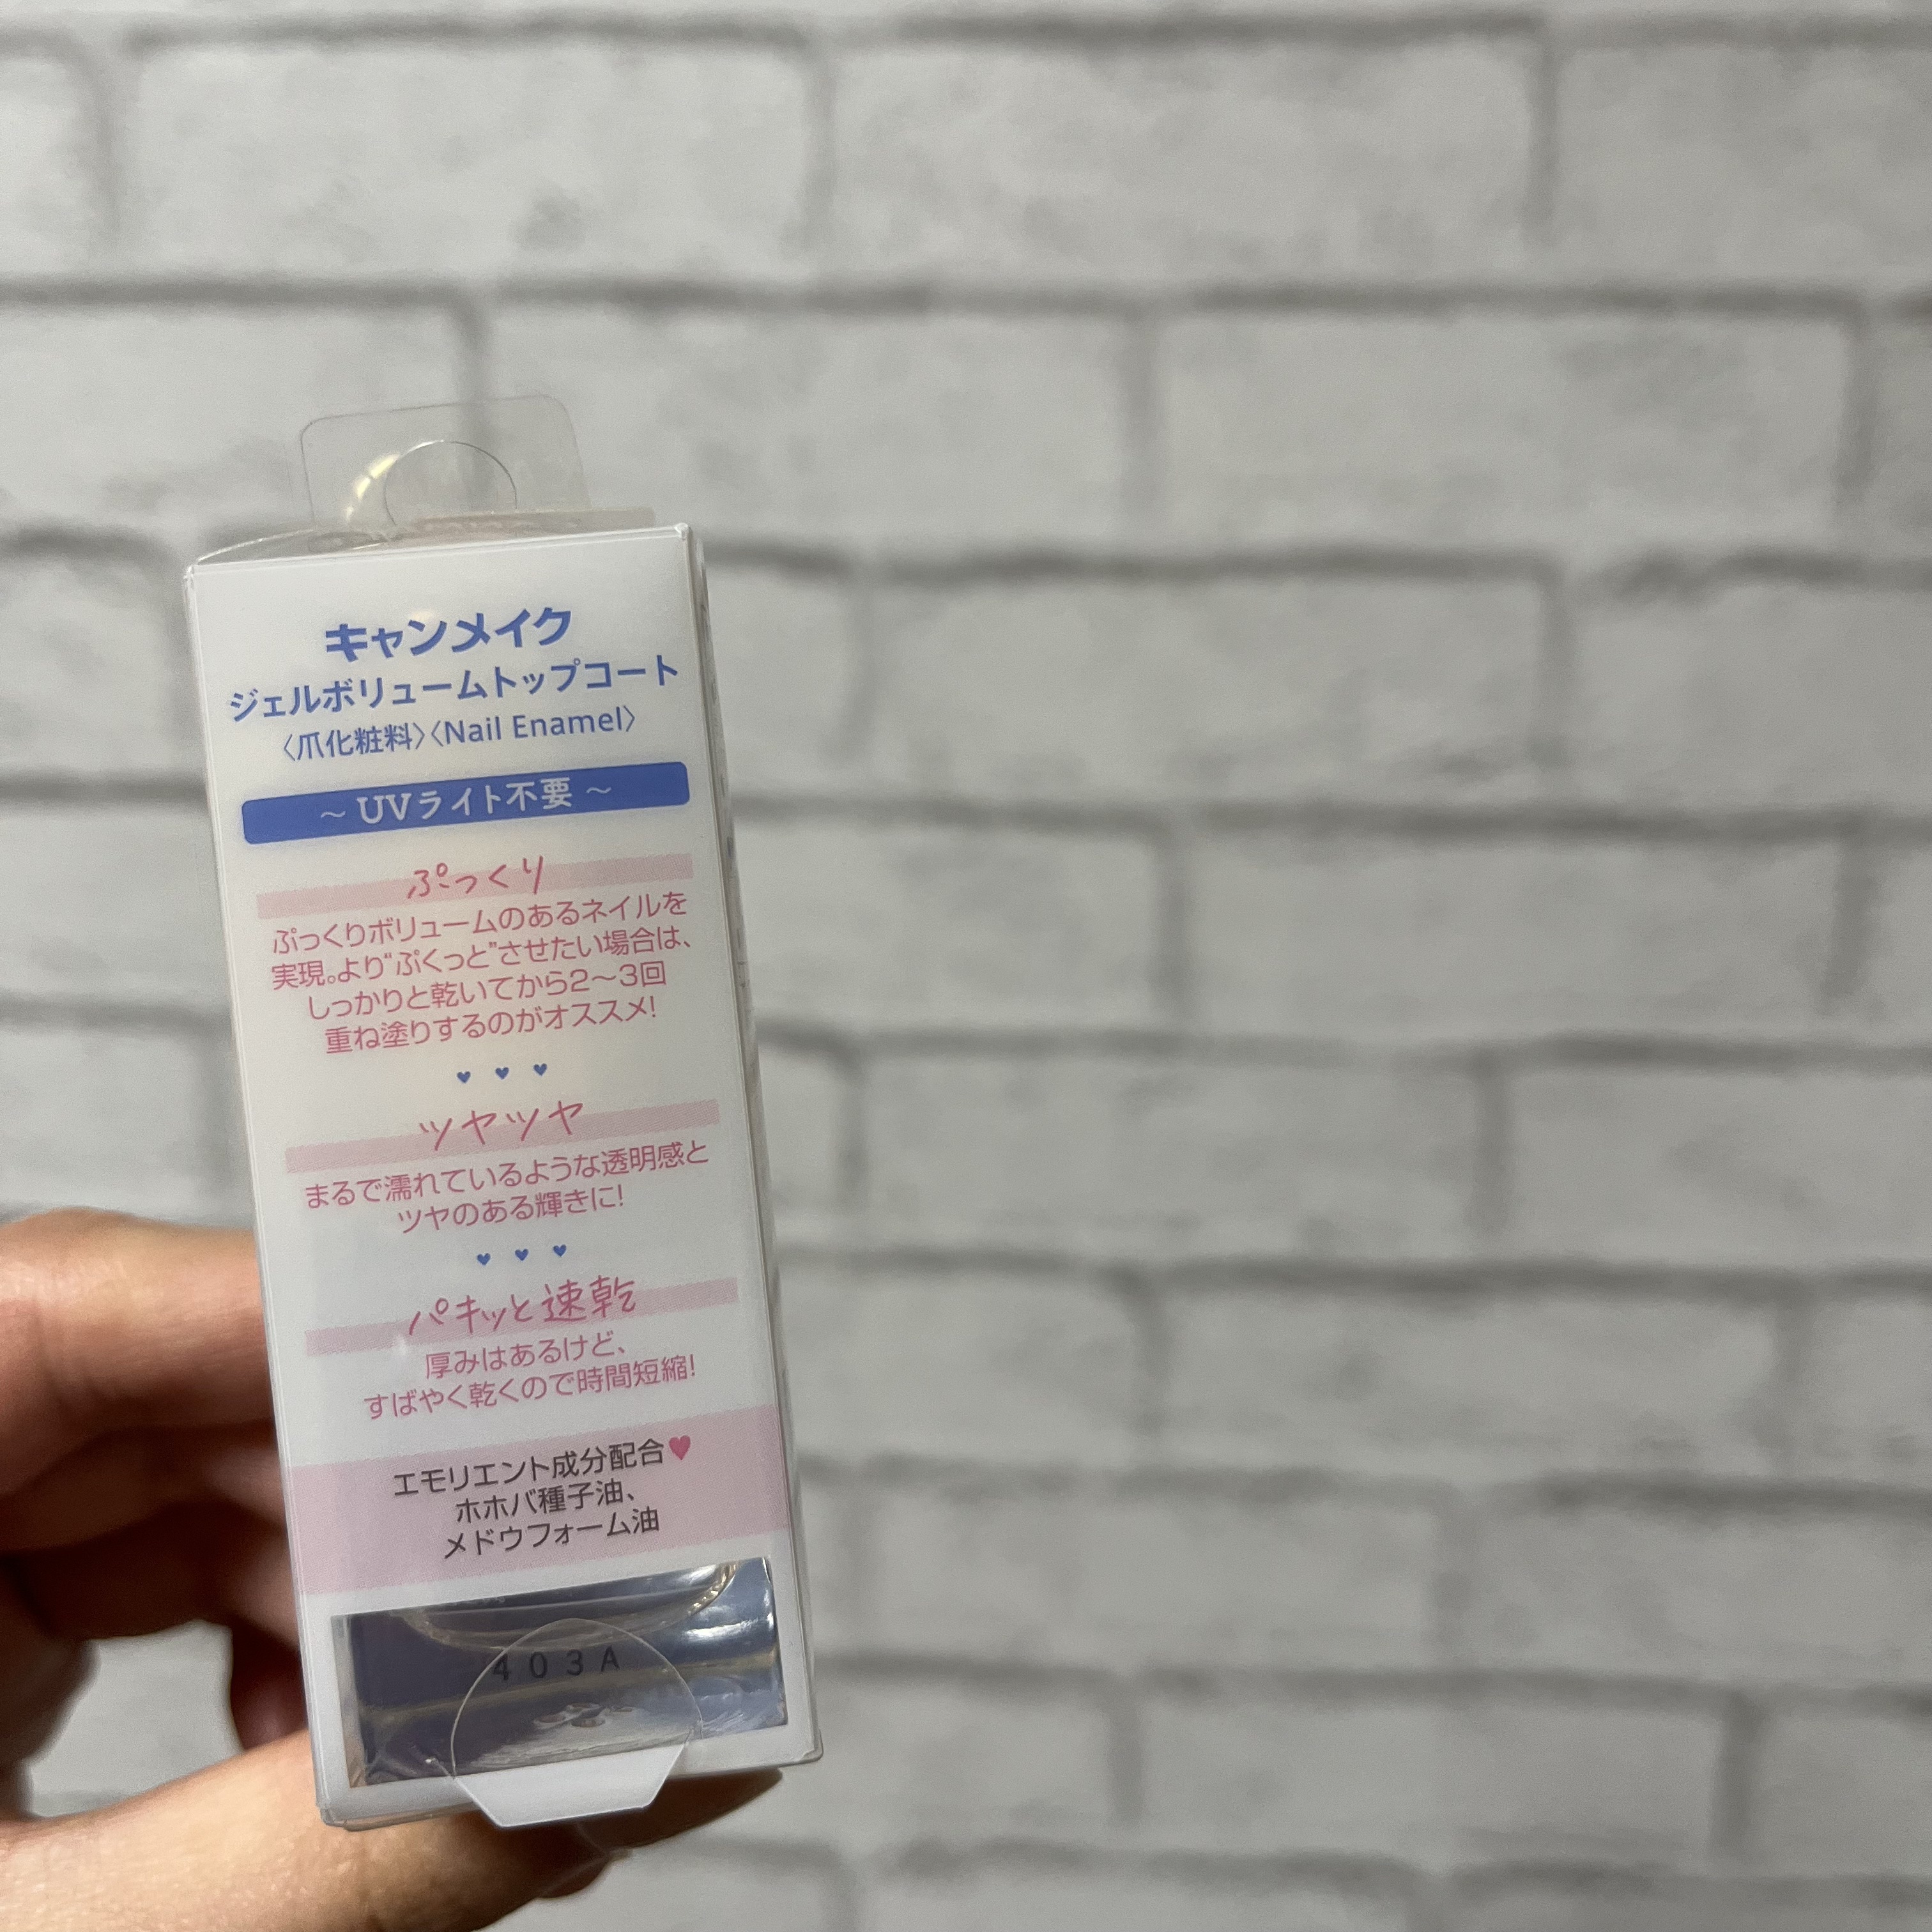 キャンメイク
ジェルボリュームトップコート
〈爪化粧料〉〈Nail Enamel〉
～ UVライト不要 ～
ぷっくり
ぷっくりボリュームのあるネイルを
実現。より"ぷくっと"させたい場合は、
しっかりと乾いてから2～3回
重ね塗りするのがオススメ!
ツヤツヤ
まるで濡れているような透明感と
ツヤのある輝きに!
パキッと速乾
厚みはあるけど、
すばやく乾くので時間短縮!
エモリエント成分配合♥
ホホバ種子油、
メドウフォーム油
403A